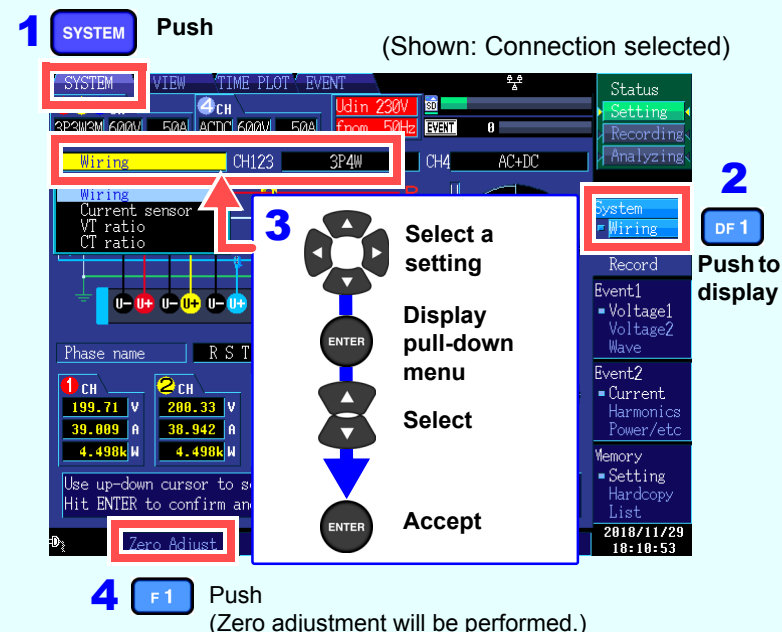 1 SYSTEM Push
(Shown: Connection selected)
SYSTEM VIEW TIME PLOT EVENT
4 CH Udin 230V SD
3P3W3M 600V 50A ACDC 600V 50A fnom 50Hz EVENT 0
Wiring CH123 3P4W CH4 AC+DC
Wiring
Current sensor
VT ratio
CT ratio
U- U+ U- U+ U- U+
Phase name R S T
1 CH 2 CH
199.71 V 200.33 V
39.009 A 38.942 A
4.498k W 4.498k W
Use up-down cursor to s
Hit ENTER to confirm an
Zero Adjust
Status
Setting
Recording
Analyzing
System
Wiring
Record
Event1
Voltage1
Voltage2
Wave
Event2
Current
Harmonics
Power/etc
Memory
Setting
Hardcopy
List
2018/11/29
18:10:53
2
DF 1
Push to
display
3
Select a
setting
ENTER
Display
pull-down
menu
Select
ENTER
Accept
4 F 1 Push
(Zero adjustment will be performed.)